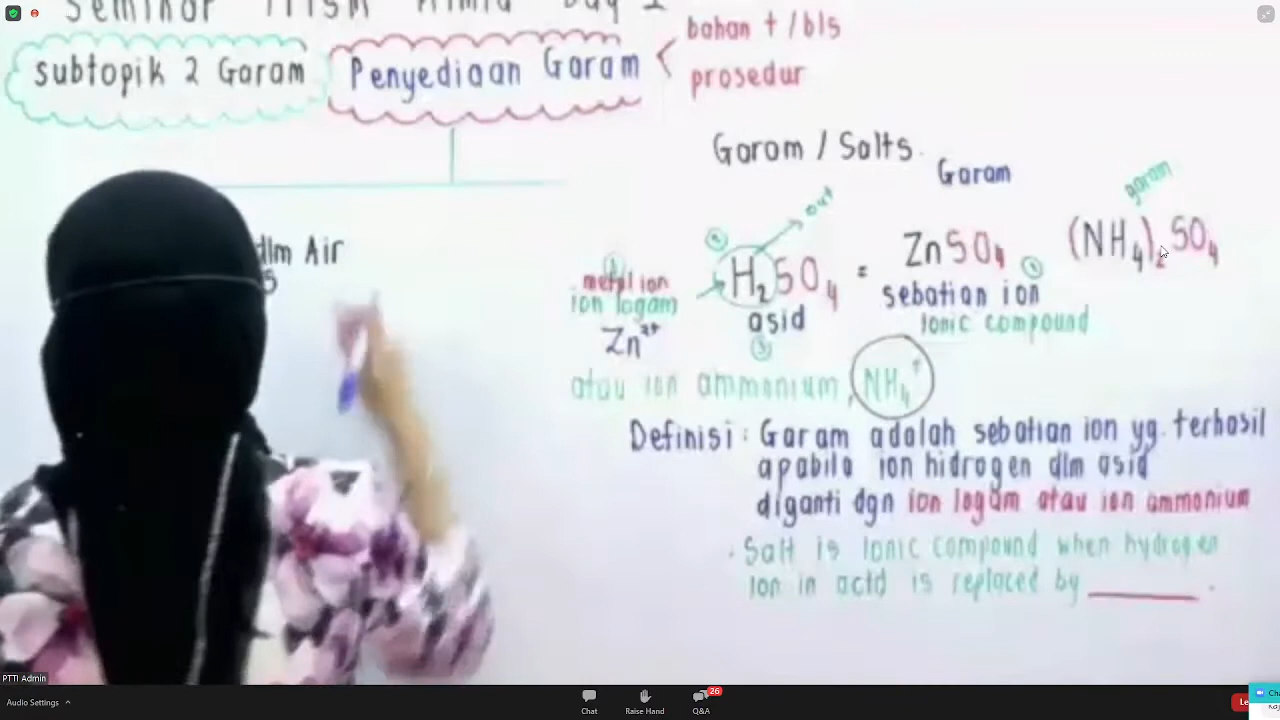 Seminar
subtopik 2 Garam
Penyediaan Garam
bahan + / bls
prosedur
Garam / Salts
Garam
garam
out
metal ion
ion logam
Zn²⁺
H₂SO₄
asid
=
ZnSO₄
sebatian ion
Ionic compound
(NH₄)₂SO₄
dlm Air
atau ion ammonium, NH₄⁺
Definisi : Garam adalah sebatian ion yg. terhasil
apabila ion hidrogen dlm asid
diganti dgn ion logam atau ion ammonium
. Salt is ionic compound when hydrogen
ion in acid is replaced by ______ .
PTTI Admin
Audio Settings
Chat
Raise Hand
26
Q&A
Le